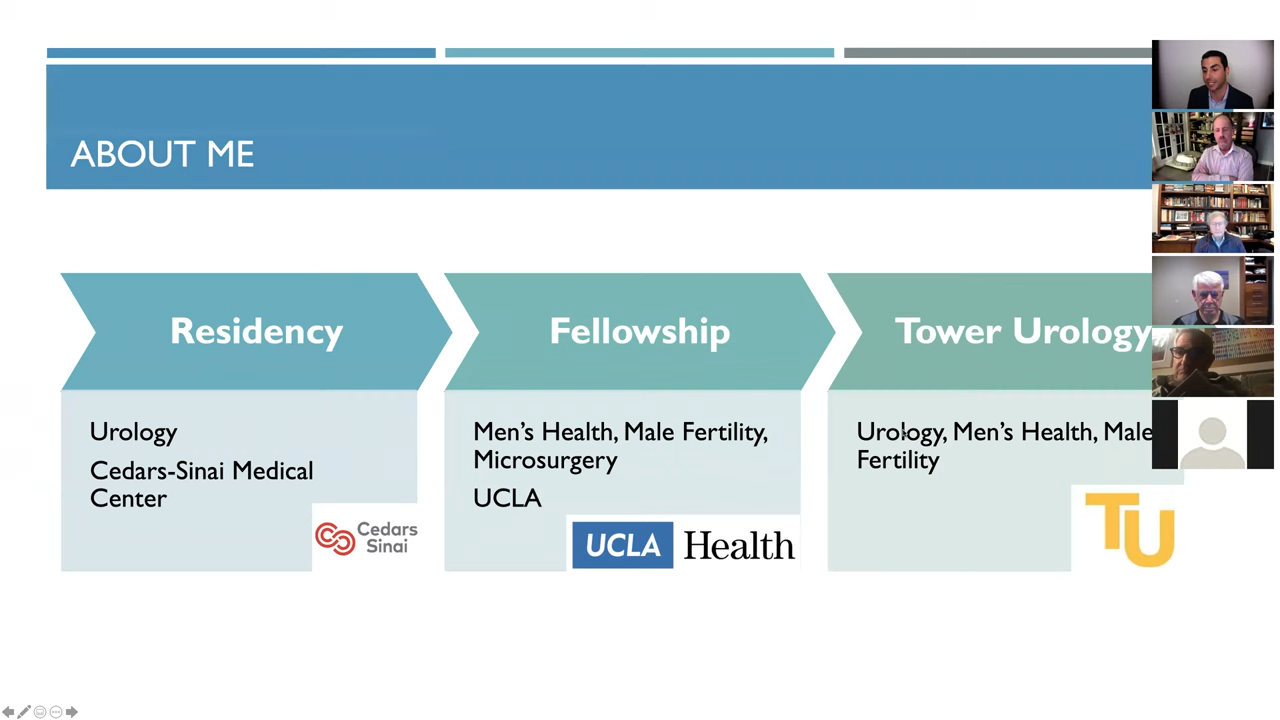 ABOUT ME
Residency
Urology
Cedars-Sinai Medical
Center
Cedars
Sinai
Fellowship
Men's Health, Male Fertility,
Microsurgery
UCLA
UCLA Health
Tower Urology
Urology, Men's Health, Male
Fertility
TU